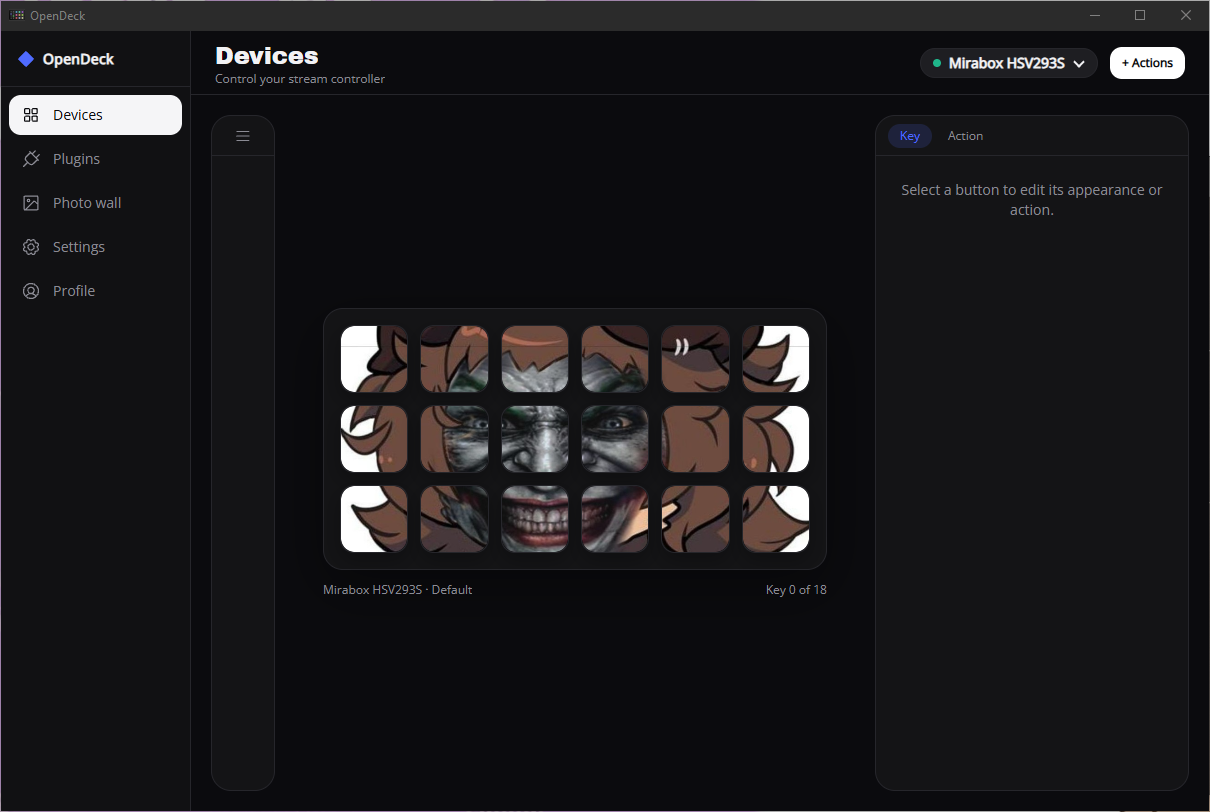 OpenDeck
OpenDeck
Devices
Control your stream controller
Mirabox HSV293S
+ Actions
Devices
Plugins
Photo wall
Settings
Profile
Key
Action
Select a button to edit its appearance or
action.
Mirabox HSV293S · Default
Key 0 of 18